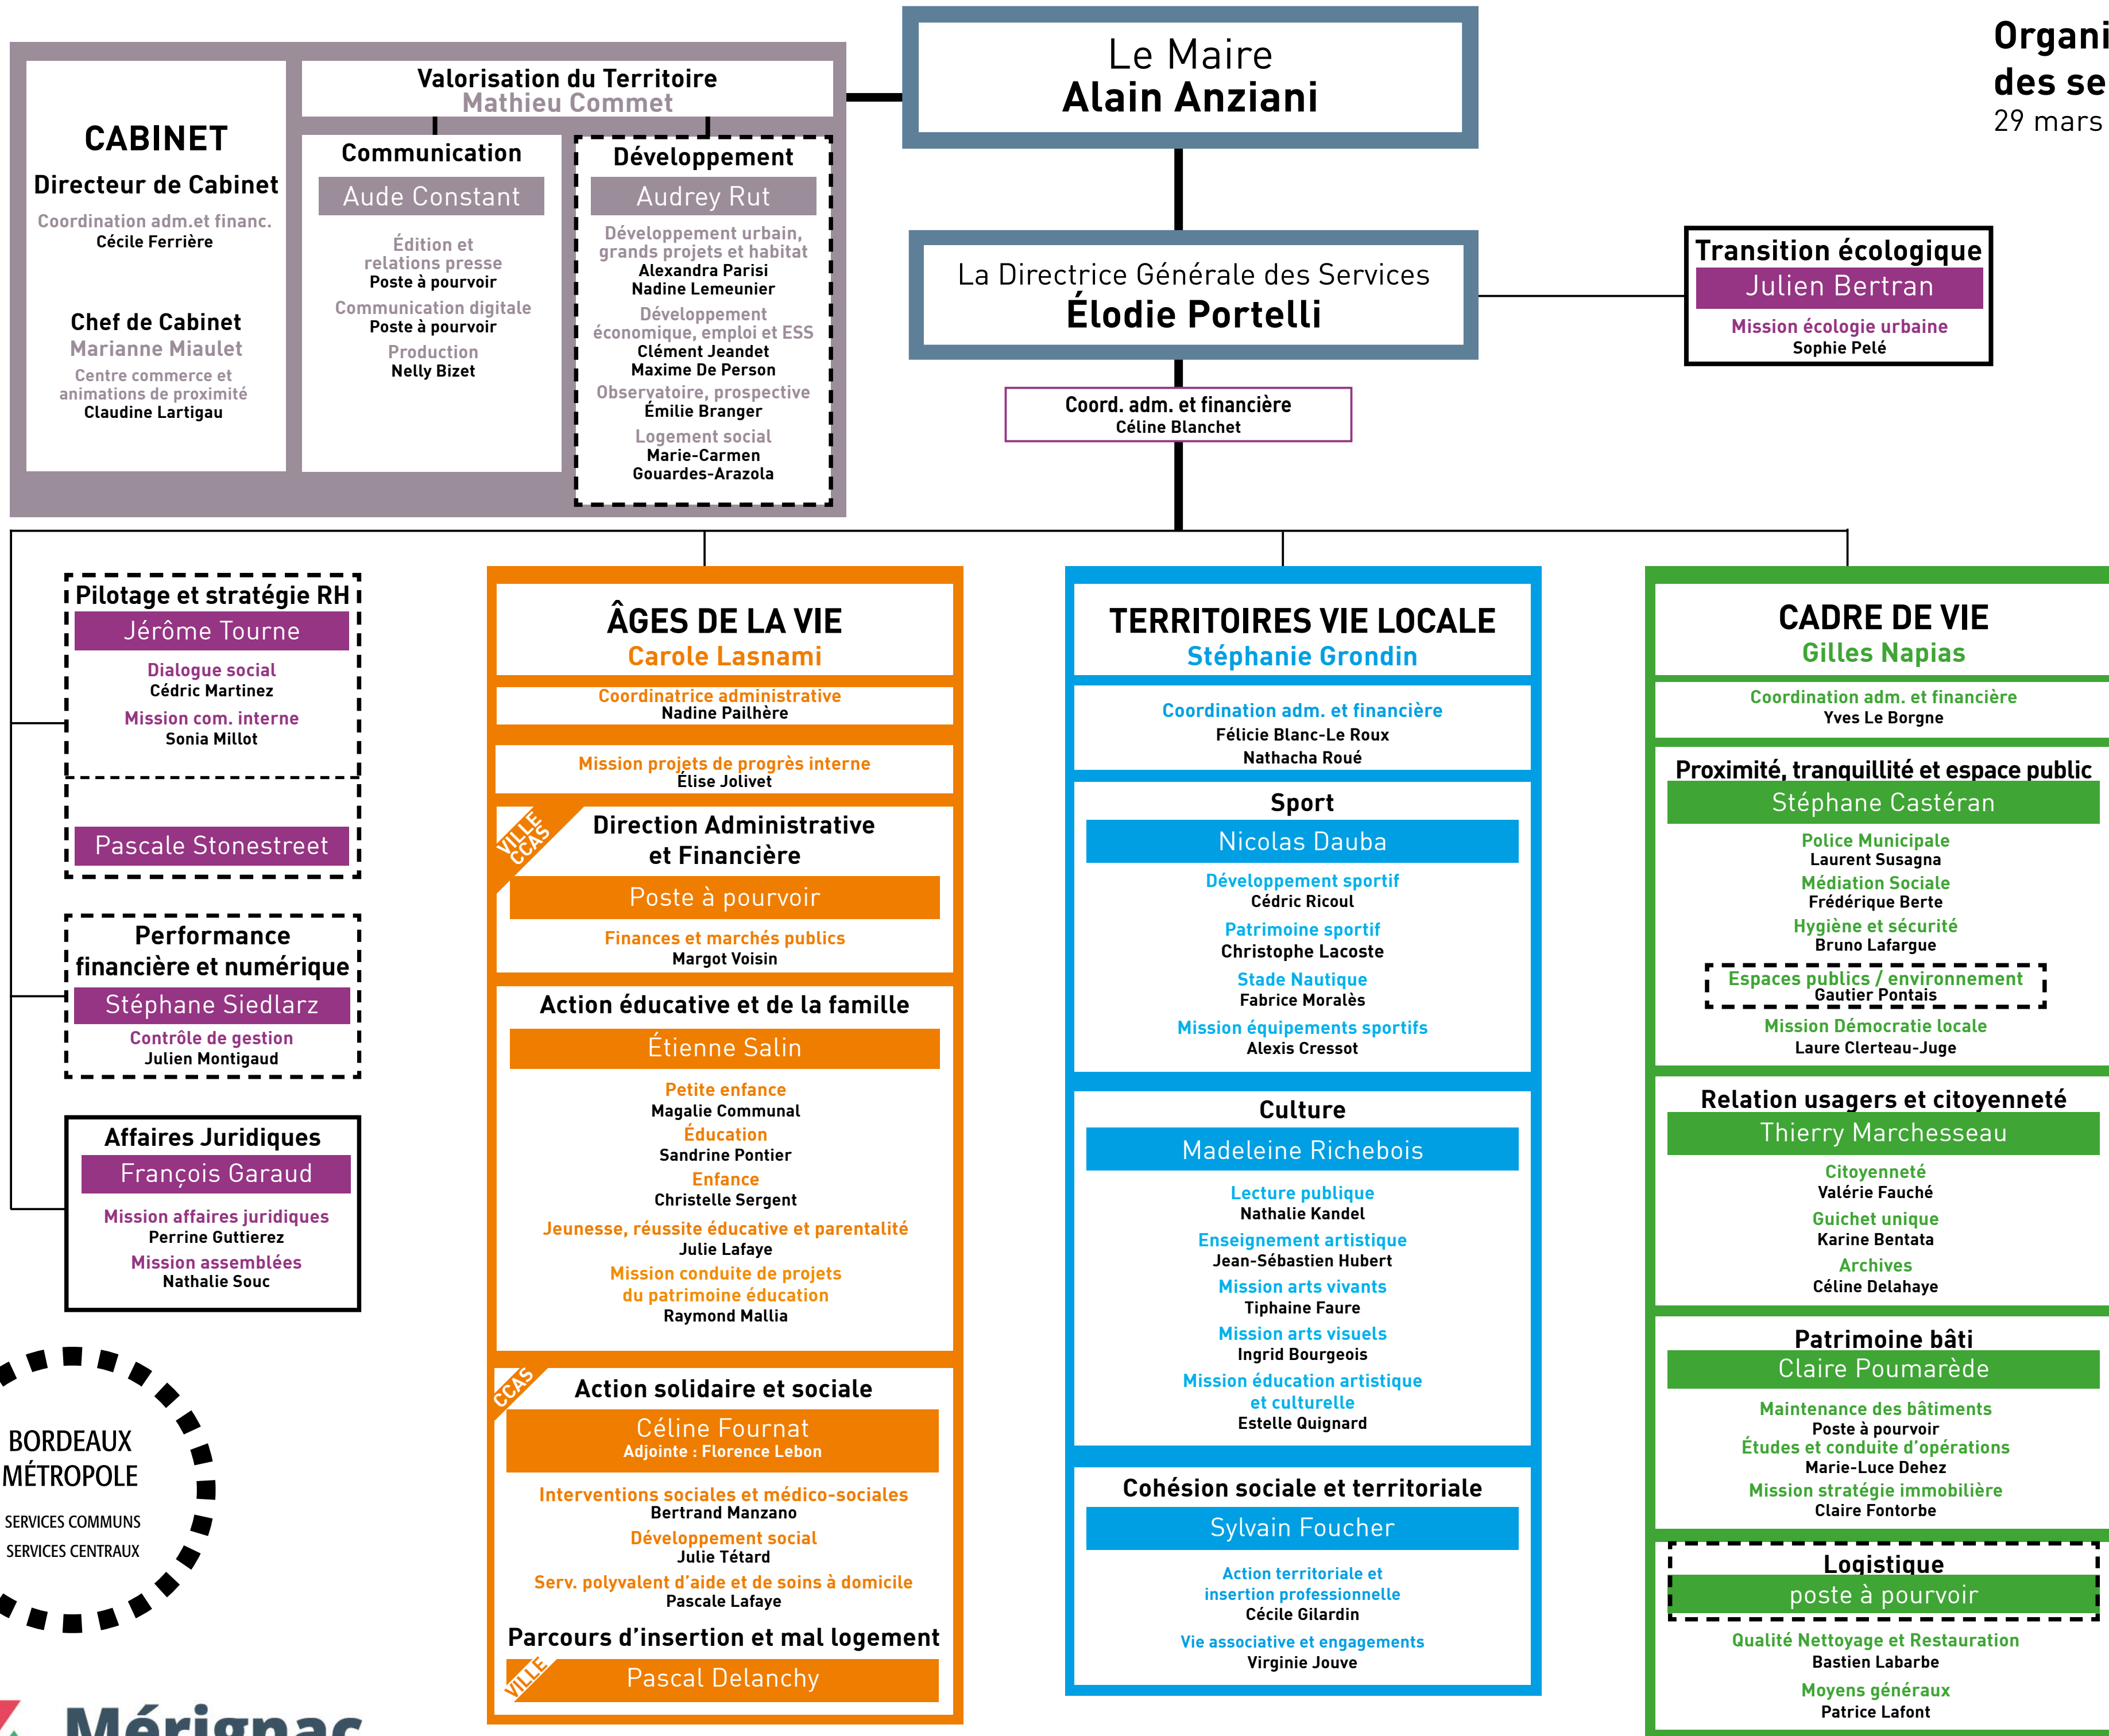 Organi
des se
29 mars
Le Maire
Alain Anziani
Valorisation du Territoire
Mathieu Commet
CABINET
Directeur de Cabinet
Coordination adm.et financ.
Cécile Ferrière
Chef de Cabinet
Marianne Miaulet
Centre commerce et
animations de proximité
Claudine Lartigau
Communication
Aude Constant
Édition et
relations presse
Poste à pourvoir
Communication digitale
Poste à pourvoir
Production
Nelly Bizet
Développement
Audrey Rut
Développement urbain,
grands projets et habitat
Alexandra Parisi
Nadine Lemeunier
Développement
économique, emploi et ESS
Clément Jeandet
Maxime De Person
Observatoire, prospective
Émilie Branger
Logement social
Marie-Carmen
Gouardes-Arazola
La Directrice Générale des Services
Élodie Portelli
Transition écologique
Julien Bertran
Mission écologie urbaine
Sophie Pelé
Coord. adm. et financière
Céline Blanchet
Pilotage et stratégie RH
Jérôme Tourne
Dialogue social
Cédric Martinez
Mission com. interne
Sonia Millot
Pascale Stonestreet
Performance
financière et numérique
Stéphane Siedlarz
Contrôle de gestion
Julien Montigaud
Affaires Juridiques
François Garaud
Mission affaires juridiques
Perrine Guttierez
Mission assemblées
Nathalie Souc
BORDEAUX
MÉTROPOLE
SERVICES COMMUNS
SERVICES CENTRAUX
Mérignac
ÂGES DE LA VIE
Carole Lasnami
Coordinatrice administrative
Nadine Pailhère
Mission projets de progrès interne
Élise Jolivet
VILLE
CCAS
Direction Administrative
et Financière
Poste à pourvoir
Finances et marchés publics
Margot Voisin
Action éducative et de la famille
Étienne Salin
Petite enfance
Magalie Communal
Éducation
Sandrine Pontier
Enfance
Christelle Sergent
Jeunesse, réussite éducative et parentalité
Julie Lafaye
Mission conduite de projets
du patrimoine éducation
Raymond Mallia
CCAS
Action solidaire et sociale
Céline Fournat
Adjointe : Florence Lebon
Interventions sociales et médico-sociales
Bertrand Manzano
Développement social
Julie Tétard
Serv. polyvalent d'aide et de soins à domicile
Pascale Lafaye
Parcours d'insertion et mal logement
VILLE
Pascal Delanchy
TERRITOIRES VIE LOCALE
Stéphanie Grondin
Coordination adm. et financière
Félicie Blanc-Le Roux
Nathacha Roué
Sport
Nicolas Dauba
Développement sportif
Cédric Ricoul
Patrimoine sportif
Christophe Lacoste
Stade Nautique
Fabrice Moralès
Mission équipements sportifs
Alexis Cressot
Culture
Madeleine Richebois
Lecture publique
Nathalie Kandel
Enseignement artistique
Jean-Sébastien Hubert
Mission arts vivants
Tiphaine Faure
Mission arts visuels
Ingrid Bourgeois
Mission éducation artistique
et culturelle
Estelle Quignard
Cohésion sociale et territoriale
Sylvain Foucher
Action territoriale et
insertion professionnelle
Cécile Gilardin
Vie associative et engagements
Virginie Jouve
CADRE DE VIE
Gilles Napias
Coordination adm. et financière
Yves Le Borgne
Proximité, tranquillité et espace public
Stéphane Castéran
Police Municipale
Laurent Susagna
Médiation Sociale
Frédérique Berte
Hygiène et sécurité
Bruno Lafargue
Espaces publics / environnement
Gautier Pontais
Mission Démocratie locale
Laure Clerteau-Juge
Relation usagers et citoyenneté
Thierry Marchesseau
Citoyenneté
Valérie Fauché
Guichet unique
Karine Bentata
Archives
Céline Delahaye
Patrimoine bâti
Claire Poumarède
Maintenance des bâtiments
Poste à pourvoir
Études et conduite d'opérations
Marie-Luce Dehez
Mission stratégie immobilière
Claire Fontorbe
Logistique
poste à pourvoir
Qualité Nettoyage et Restauration
Bastien Labarbe
Moyens généraux
Patrice Lafont